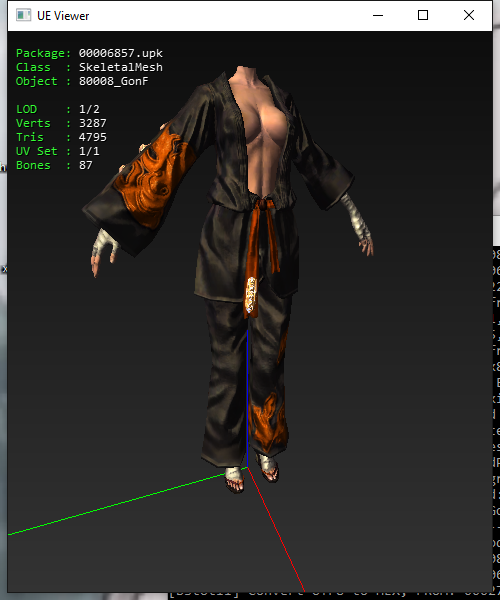 UE Viewer
Package: 00006857.upk
Class : SkeletalMesh
Object : 80008_GonF
LOD : 1/2
Verts : 3287
Tris : 4795
UV Set : 1/1
Bones : 87